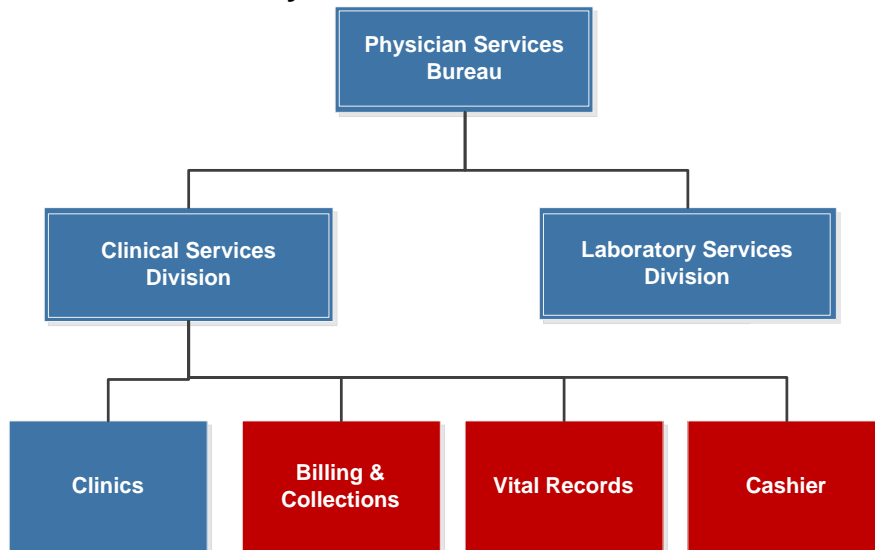 Physician Services
Bureau
Clinical Services
Division
Laboratory Services
Division
Clinics
Billing &
Collections
Vital Records
Cashier